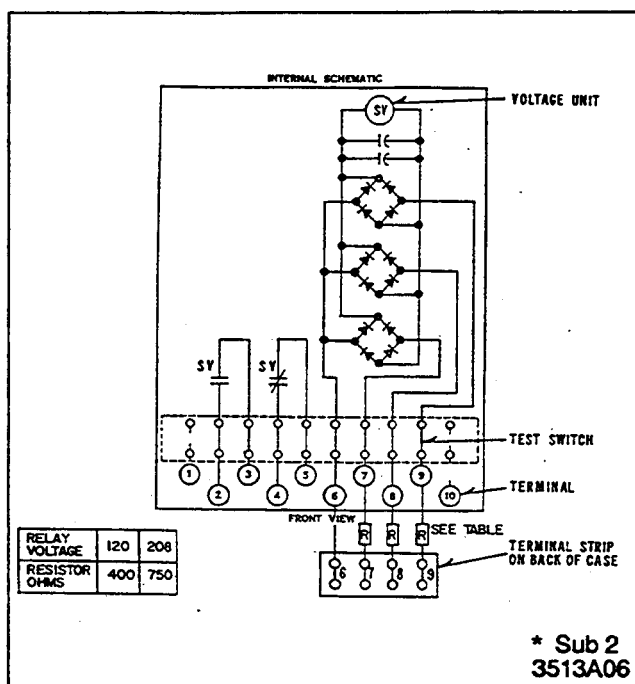 INTERNAL SCHEMATIC
SV
VOLTAGE UNIT
SV
SV
TEST SWITCH
1
3
5
7
9
2
4
6
8
10
TERMINAL
FRONT VIEW
R
R
R
SEE TABLE
RELAY VOLTAGE 120 208
RESISTOR OHMS 400 750
6 7 8 9
TERMINAL STRIP
ON BACK OF CASE
* Sub 2
3513A06